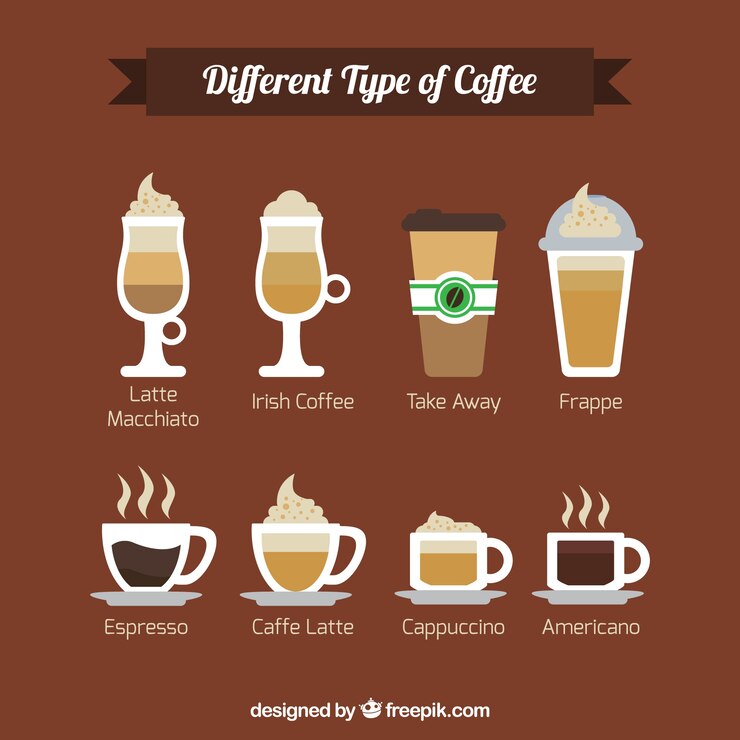 Different Type of Coffee
Latte
Macchiato
Irish Coffee
Take Away
Frappe
Espresso
Caffe Latte
Cappuccino
Americano
designed by freepik.com